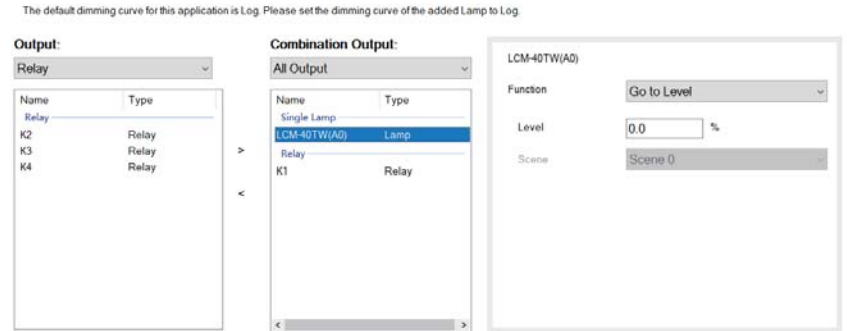 The default dimming curve for this application is Log. Please set the dimming curve of the added Lamp to Log.
Output:
Relay
Name Type
Relay
K2 Relay
K3 Relay
K4 Relay
>
<
Combination Output:
All Output
Name Type
Single Lamp
LCM-40TW(A0) Lamp
Relay
K1 Relay
< >
LCM-40TW(A0)
Function Go to Level
Level 0.0 %
Scene Scene 0